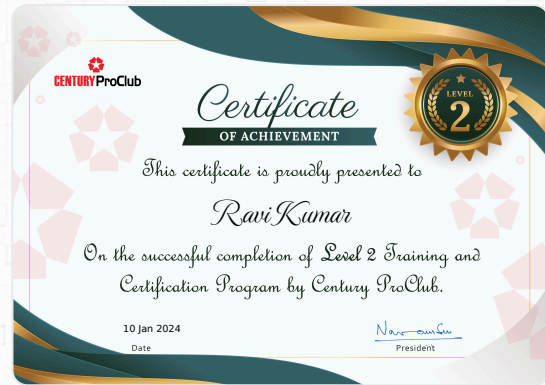 CENTURY ProClub
Certificate
OF ACHIEVEMENT
LEVEL
2
This certificate is proudly presented to
Ravi Kumar
On the successful completion of Level 2 Training and
Certification Program by Century ProClub.
10 Jan 2024
Date
President